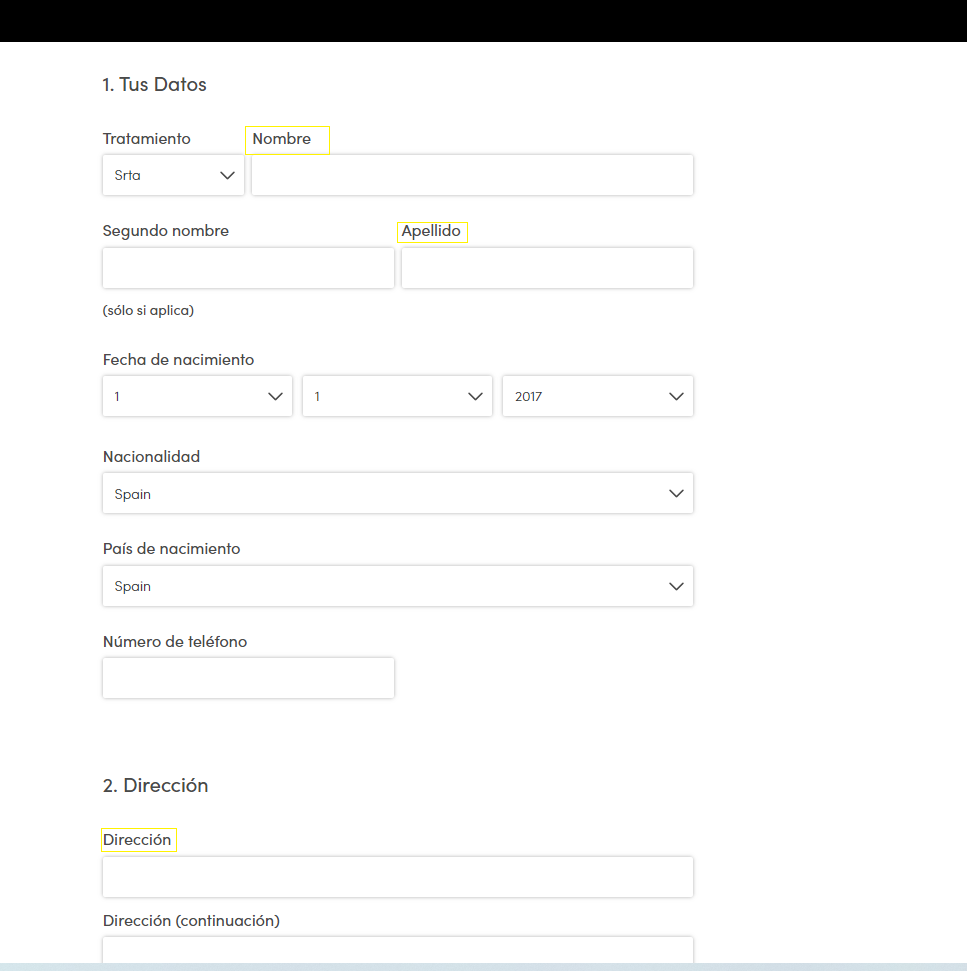 1. Tus Datos
Tratamiento Nombre
Srta
Segundo nombre Apellido
(sólo si aplica)
Fecha de nacimiento
1 1 2017
Nacionalidad
Spain
País de nacimiento
Spain
Número de teléfono
2. Dirección
Dirección
Dirección (continuación)